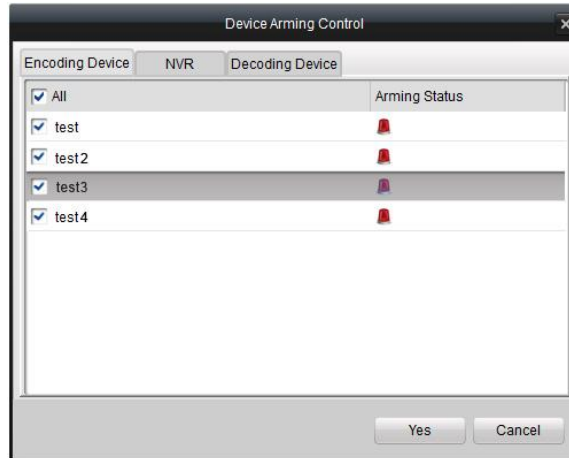 Device Arming Control
Encoding Device NVR Decoding Device
All Arming Status
test
test2
test3
test4
Yes Cancel